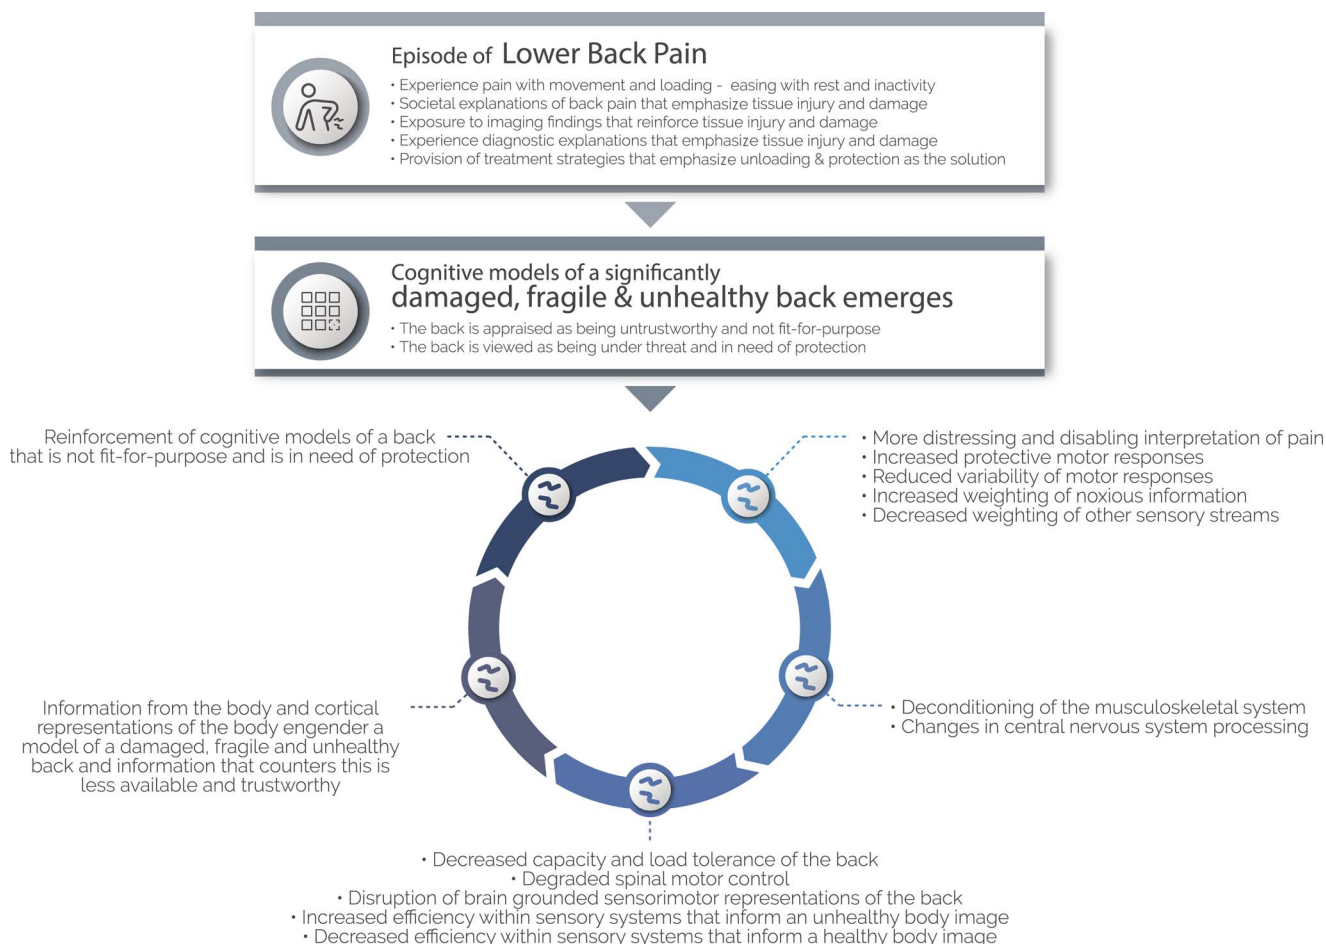 Episode of Lower Back Pain
• Experience pain with movement and loading - easing with rest and inactivity
• Societal explanations of back pain that emphasize tissue injury and damage
• Exposure to imaging findings that reinforce tissue injury and damage
• Experience diagnostic explanations that emphasize tissue injury and damage
• Provision of treatment strategies that emphasize unloading & protection as the solution
Cognitive models of a significantly
damaged, fragile & unhealthy back emerges
• The back is appraised as being untrustworthy and not fit-for-purpose
• The back is viewed as being under threat and in need of protection
Reinforcement of cognitive models of a back
that is not fit-for-purpose and is in need of protection
• More distressing and disabling interpretation of pain
• Increased protective motor responses
• Reduced variability of motor responses
• Increased weighting of noxious information
• Decreased weighting of other sensory streams
Information from the body and cortical
representations of the body engender a
model of a damaged, fragile and unhealthy
back and information that counters this is
less available and trustworthy
• Deconditioning of the musculoskeletal system
• Changes in central nervous system processing
• Decreased capacity and load tolerance of the back
• Degraded spinal motor control
• Disruption of brain grounded sensorimotor representations of the back
• Increased efficiency within sensory systems that inform an unhealthy body image
• Decreased efficiency within sensory systems that inform a healthy body image